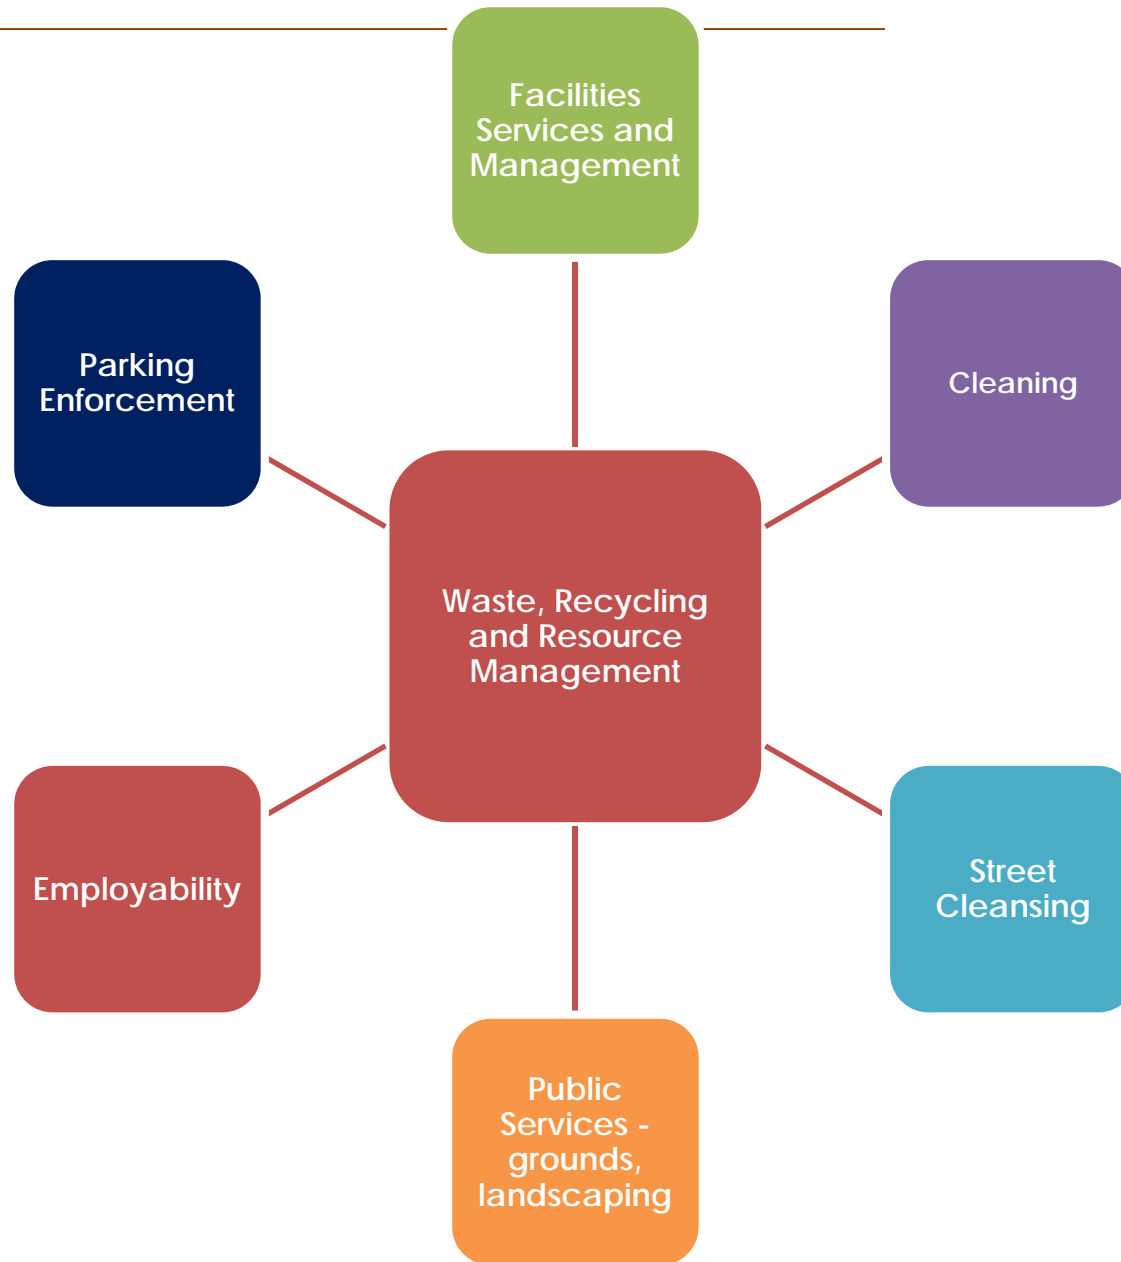 Facilities
Services and
Management
Parking
Enforcement
Cleaning
Waste, Recycling
and Resource
Management
Employability
Street
Cleansing
Public
Services -
grounds,
landscaping